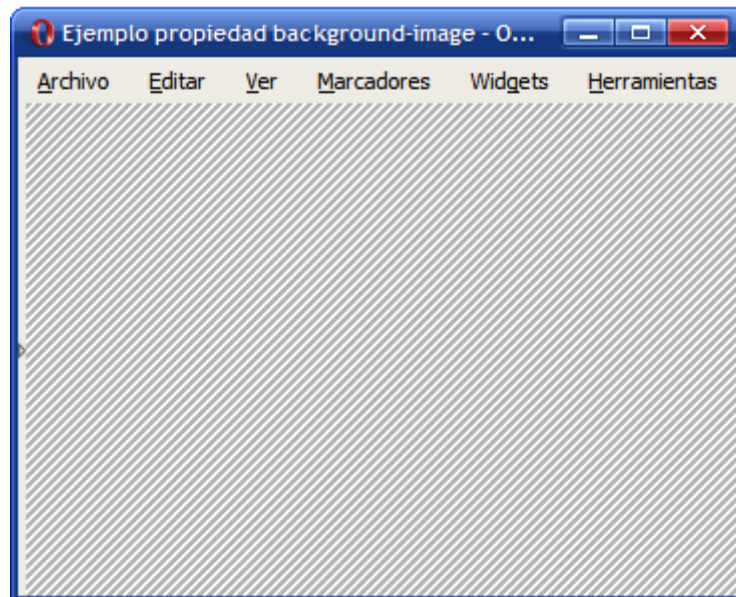 Ejemplo propiedad background-image - O...
Archivo Editar Ver Marcadores Widgets Herramientas